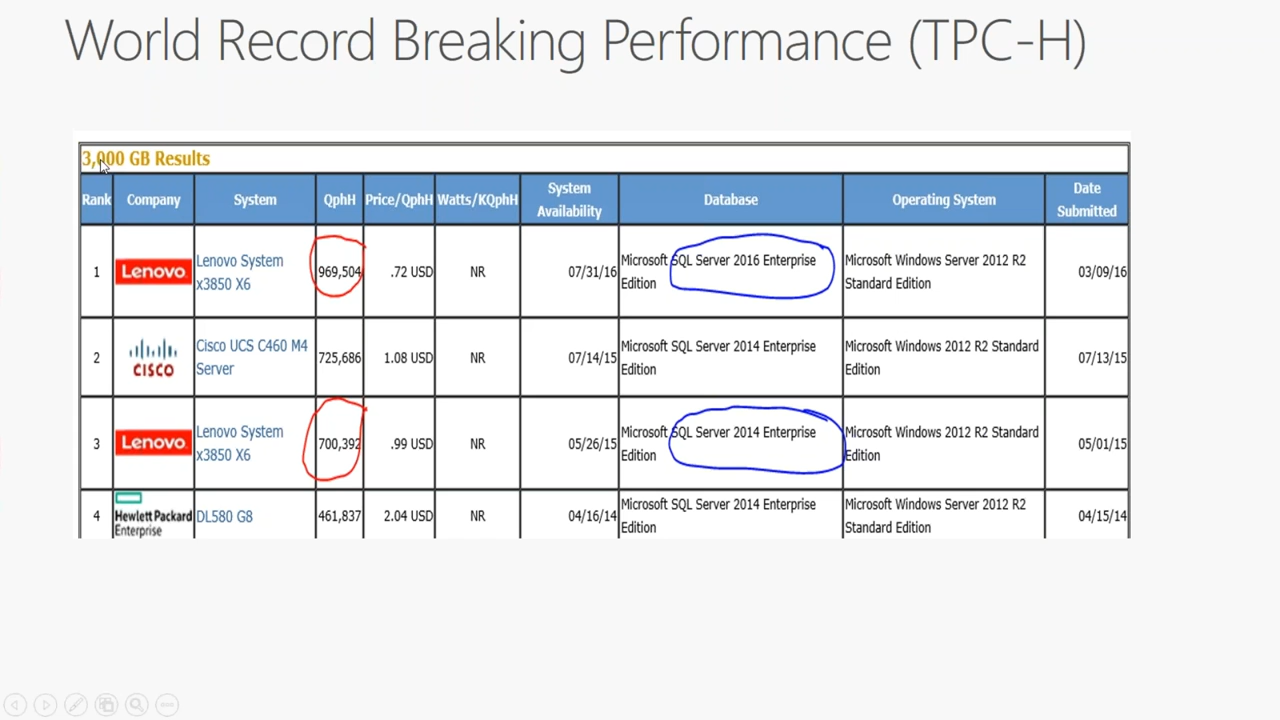 World Record Breaking Performance (TPC-H)
3,000 GB Results
Rank Company System QphH Price/QphH Watts/KQphH System Availability Database Operating System Date Submitted
1 Lenovo Lenovo System x3850 X6 969,504 .72 USD NR 07/31/16 Microsoft SQL Server 2016 Enterprise Edition Microsoft Windows Server 2012 R2 Standard Edition 03/09/16
2 CISCO Cisco UCS C460 M4 Server 725,686 1.08 USD NR 07/14/15 Microsoft SQL Server 2014 Enterprise Edition Microsoft Windows 2012 R2 Standard Edition 07/13/15
3 Lenovo Lenovo System x3850 X6 700,392 .99 USD NR 05/26/15 Microsoft SQL Server 2014 Enterprise Edition Microsoft Windows 2012 R2 Standard Edition 05/01/15
4 Hewlett Packard Enterprise DL580 G8 461,837 2.04 USD NR 04/16/14 Microsoft SQL Server 2014 Enterprise Edition Microsoft Windows Server 2012 R2 Standard Edition 04/15/14